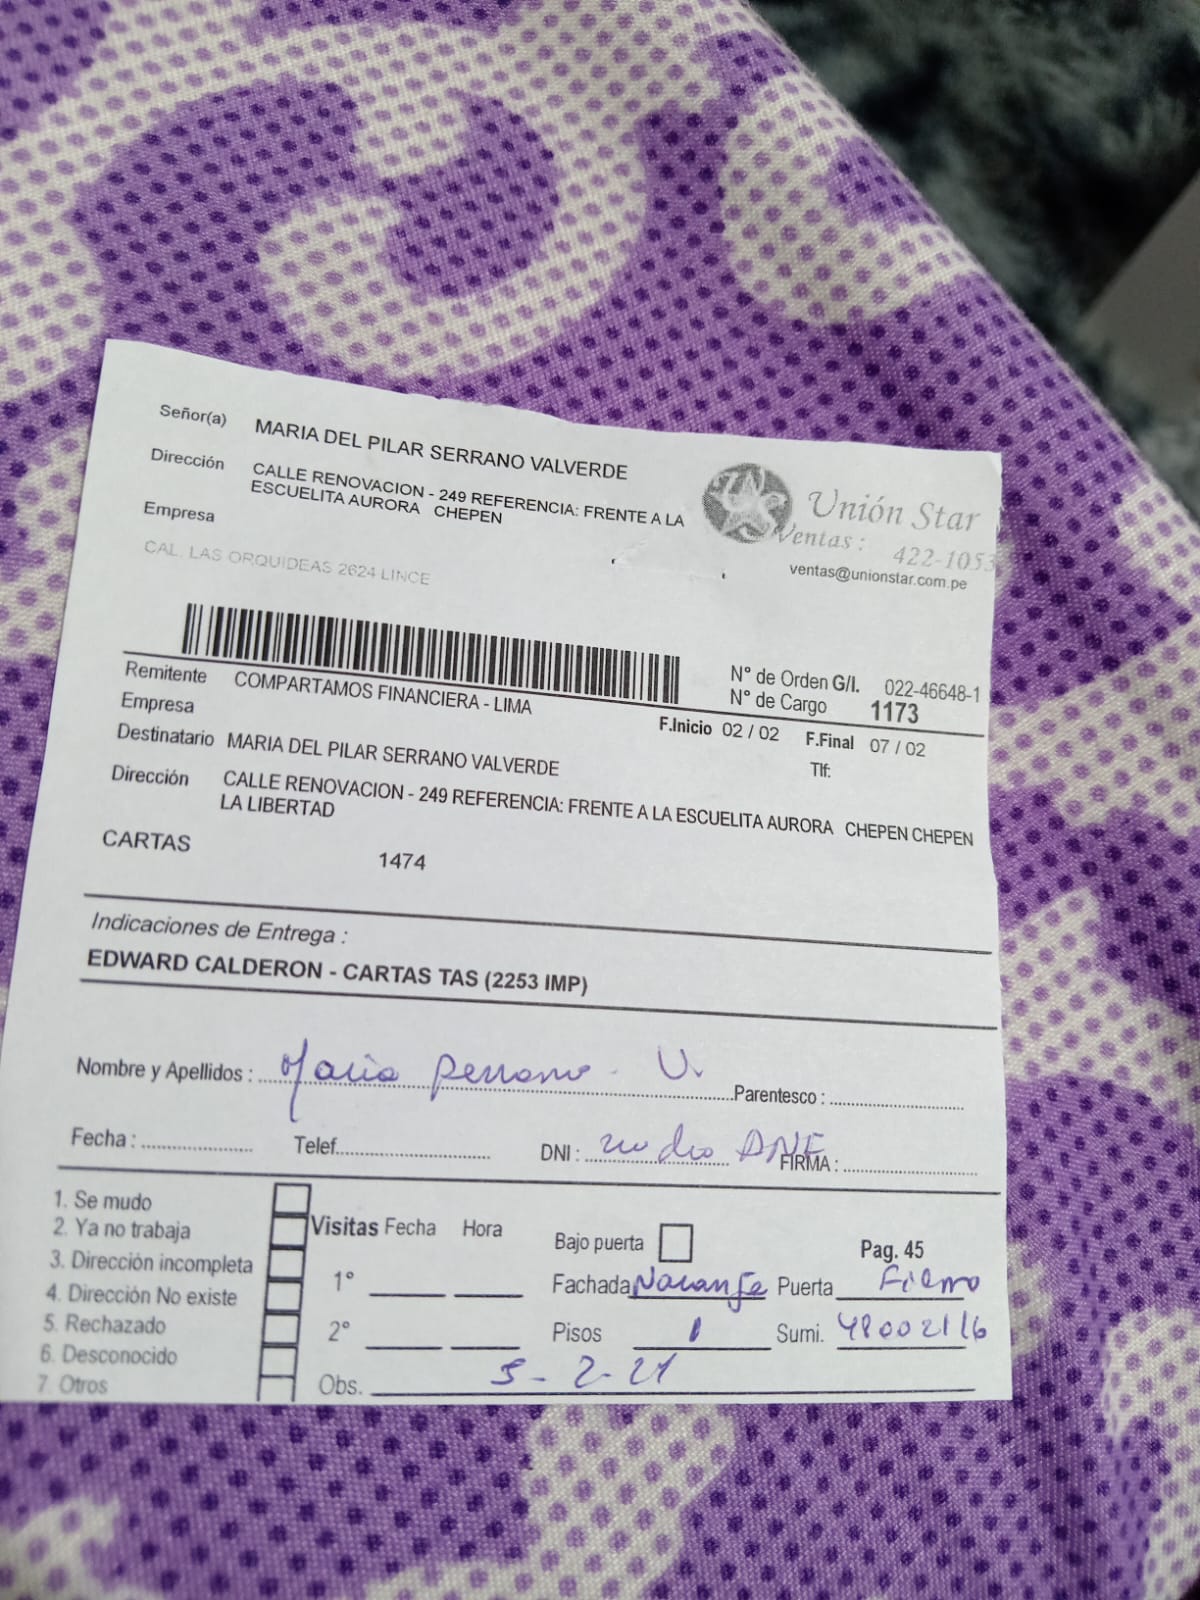 Señor(a) MARIA DEL PILAR SERRANO VALVERDE
Dirección CALLE RENOVACION - 249 REFERENCIA: FRENTE A LA
ESCUELITA AURORA CHEPEN
Empresa
CAL. LAS ORQUIDEAS 2624 LINCE
Unión Star
Ventas: 422-1053
ventas@unionstar.com.pe
N° de Orden G/I. 022-46648-1
N° de Cargo 1173
Remitente COMPARTAMOS FINANCIERA - LIMA
Empresa
F.Inicio 02 / 02 F.Final 07 / 02
Destinatario MARIA DEL PILAR SERRANO VALVERDE
Tlf:
Dirección CALLE RENOVACION - 249 REFERENCIA: FRENTE A LA ESCUELITA AURORA CHEPEN CHEPEN
LA LIBERTAD
CARTAS 1474
Indicaciones de Entrega :
EDWARD CALDERON - CARTAS TAS (2253 IMP)
Nombre y Apellidos : Maria Serrano. V. Parentesco :
Fecha : Telef. DNI : FIRMA :
1. Se mudo
2. Ya no trabaja
3. Dirección incompleta
4. Dirección No existe
5. Rechazado
6. Desconocido
7. Otros
Visitas Fecha Hora
1°
2°
Bajo puerta Pag. 45
Fachada Naranja Puerta Fierro
Pisos 1 Sumi. 48002116
Obs. 5-2-21